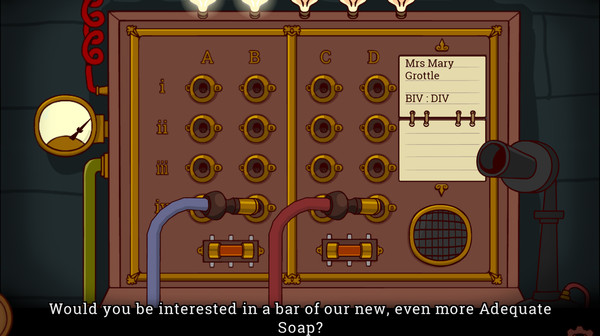 A B C D
Mrs Mary
Grottle
i
BIV : DIV
ii
iii
Would you be interested in a bar of our new, even more Adequate
Soap?